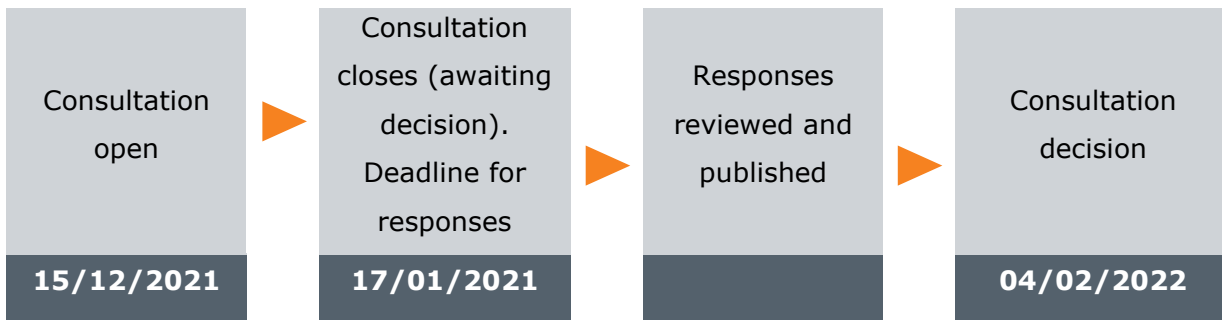 Consultation
open
15/12/2021
Consultation
closes (awaiting
decision).
Deadline for
responses
17/01/2021
Responses
reviewed and
published
Consultation
decision
04/02/2022